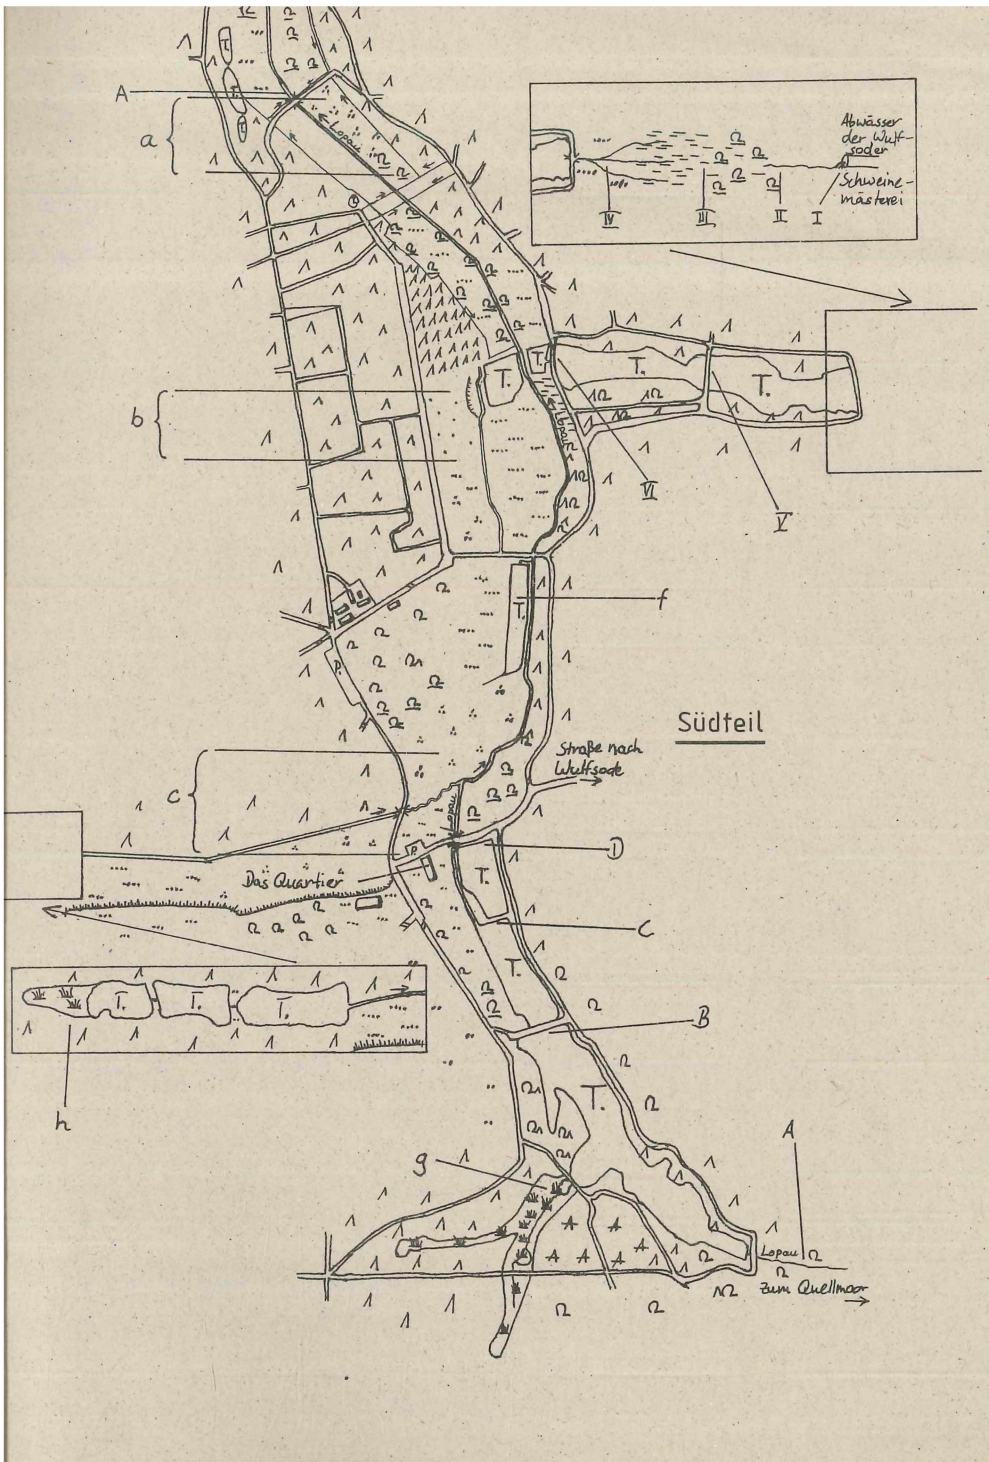 T.
T.
T.
A
a
Lopau
Abwässer
der Wulf-
soder
Schweine-
mästerei
IV
III
II
I
b
T.
T.
T.
T.
Lopau
VI
V
f
T.
P.
Südteil
Straße nach
Wulfsode
c
Lopau
P.
D
Das Quartier
T.
C
T.
B
T.
T.
T.
T.
h
g
A
Lopau
zum Quellmoor